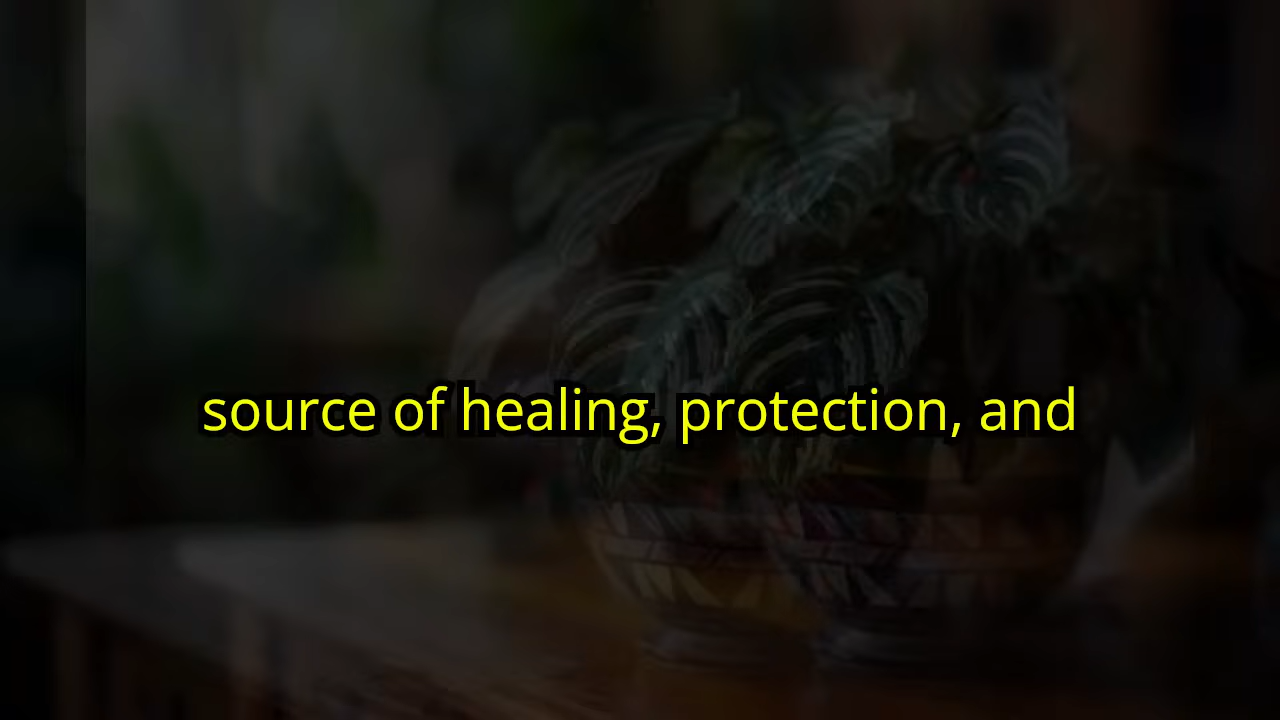 source of healing, protection, and